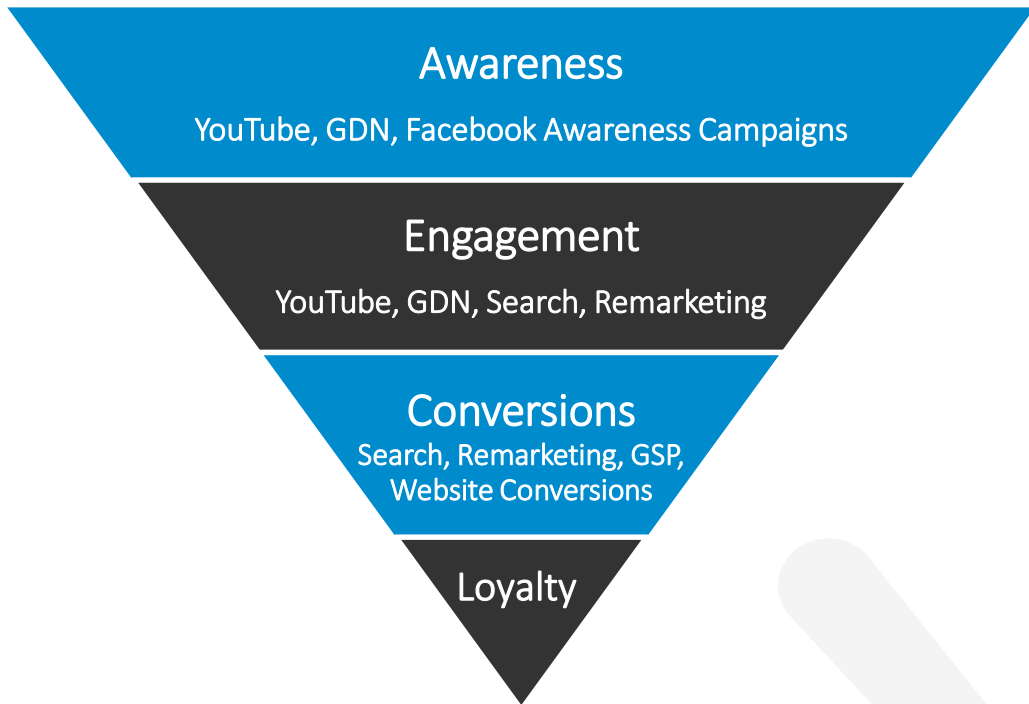 Awareness
YouTube, GDN, Facebook Awareness Campaigns
Engagement
YouTube, GDN, Search, Remarketing
Conversions
Search, Remarketing, GSP,
Website Conversions
Loyalty